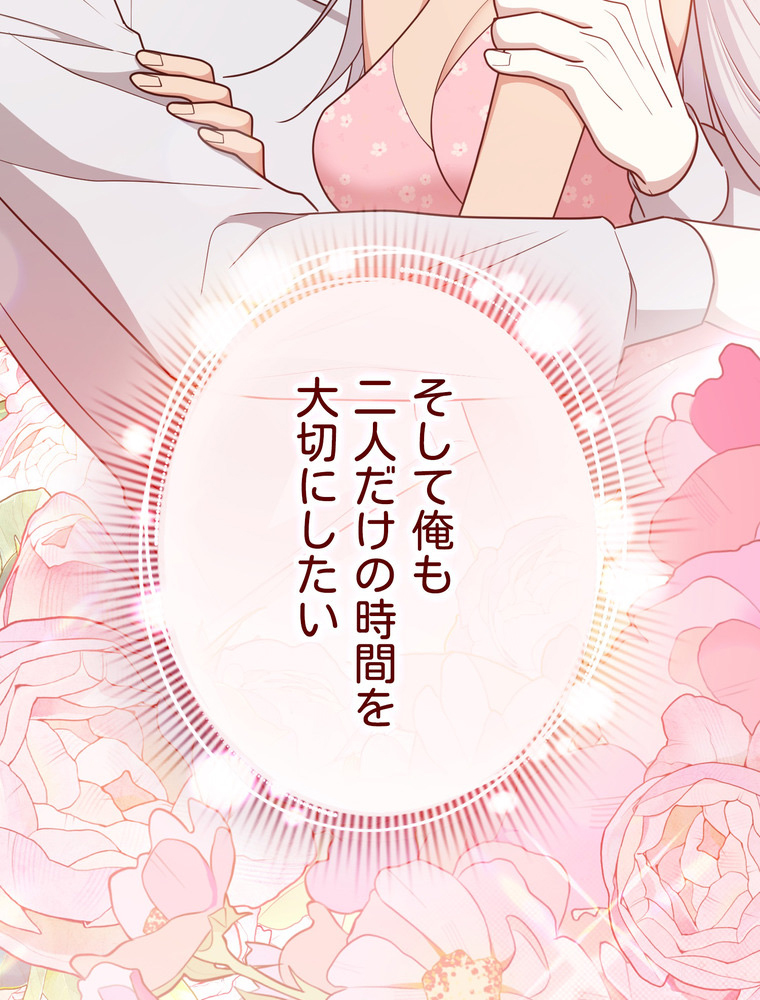 そして俺も
二人だけの時間を
大切にしたい